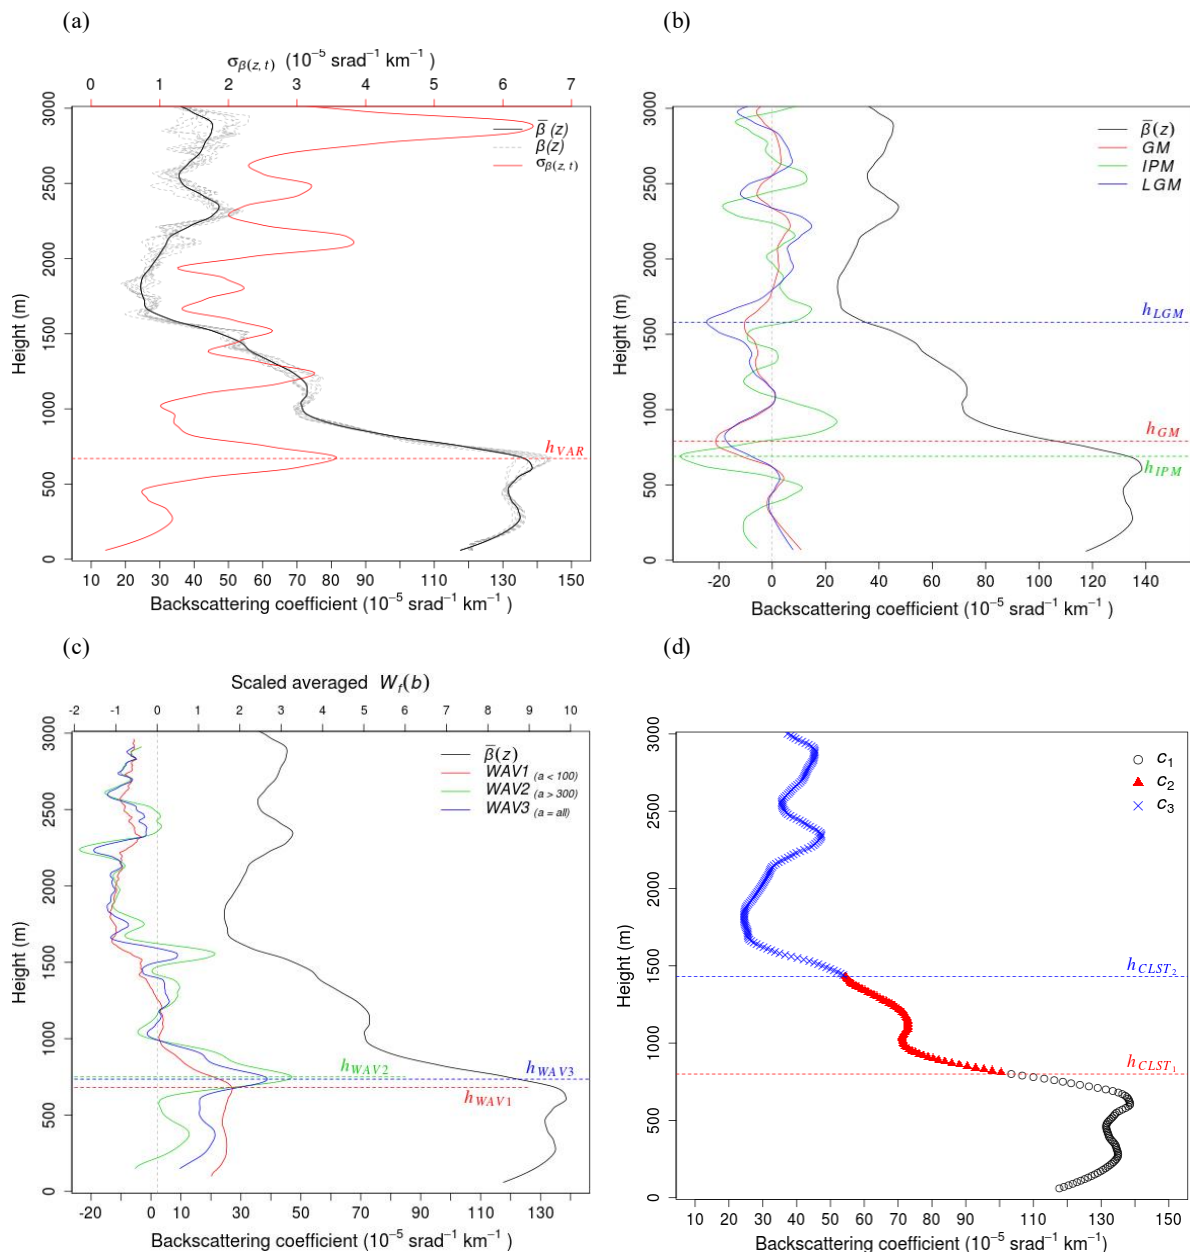 (a)
σβ(z, t) (10⁻⁵ srad⁻¹ km⁻¹)
0 1 2 3 4 5 6 7
β̄(z)
β(z)
σβ(z, t)
hVAR
Height (m)
0 500 1000 1500 2000 2500 3000
10 20 30 40 50 60 70 80 90 100 110 120 130 140 150
Backscattering coefficient (10⁻⁵ srad⁻¹ km⁻¹)
(b)
β̄(z)
GM
IPM
LGM
hLGM
hGM
hIPM
Height (m)
0 500 1000 1500 2000 2500 3000
-20 0 20 40 60 80 100 120 140
Backscattering coefficient (10⁻⁵ srad⁻¹ km⁻¹)
(c)
Scaled averaged Wf(b)
-2 -1 0 1 2 3 4 5 6 7 8 9 10
β̄(z)
WAV1 (a < 100)
WAV2 (a > 300)
WAV3 (a = all)
hWAV2
hWAV3
hWAV1
Height (m)
0 500 1000 1500 2000 2500 3000
-20 0 10 30 50 70 90 110 130
Backscattering coefficient (10⁻⁵ srad⁻¹ km⁻¹)
(d)
c₁
c₂
c₃
hCLST₂
hCLST₁
Height (m)
0 500 1000 1500 2000 2500 3000
10 20 30 40 50 60 70 80 90 110 130 150
Backscattering coefficient (10⁻⁵ srad⁻¹ km⁻¹)